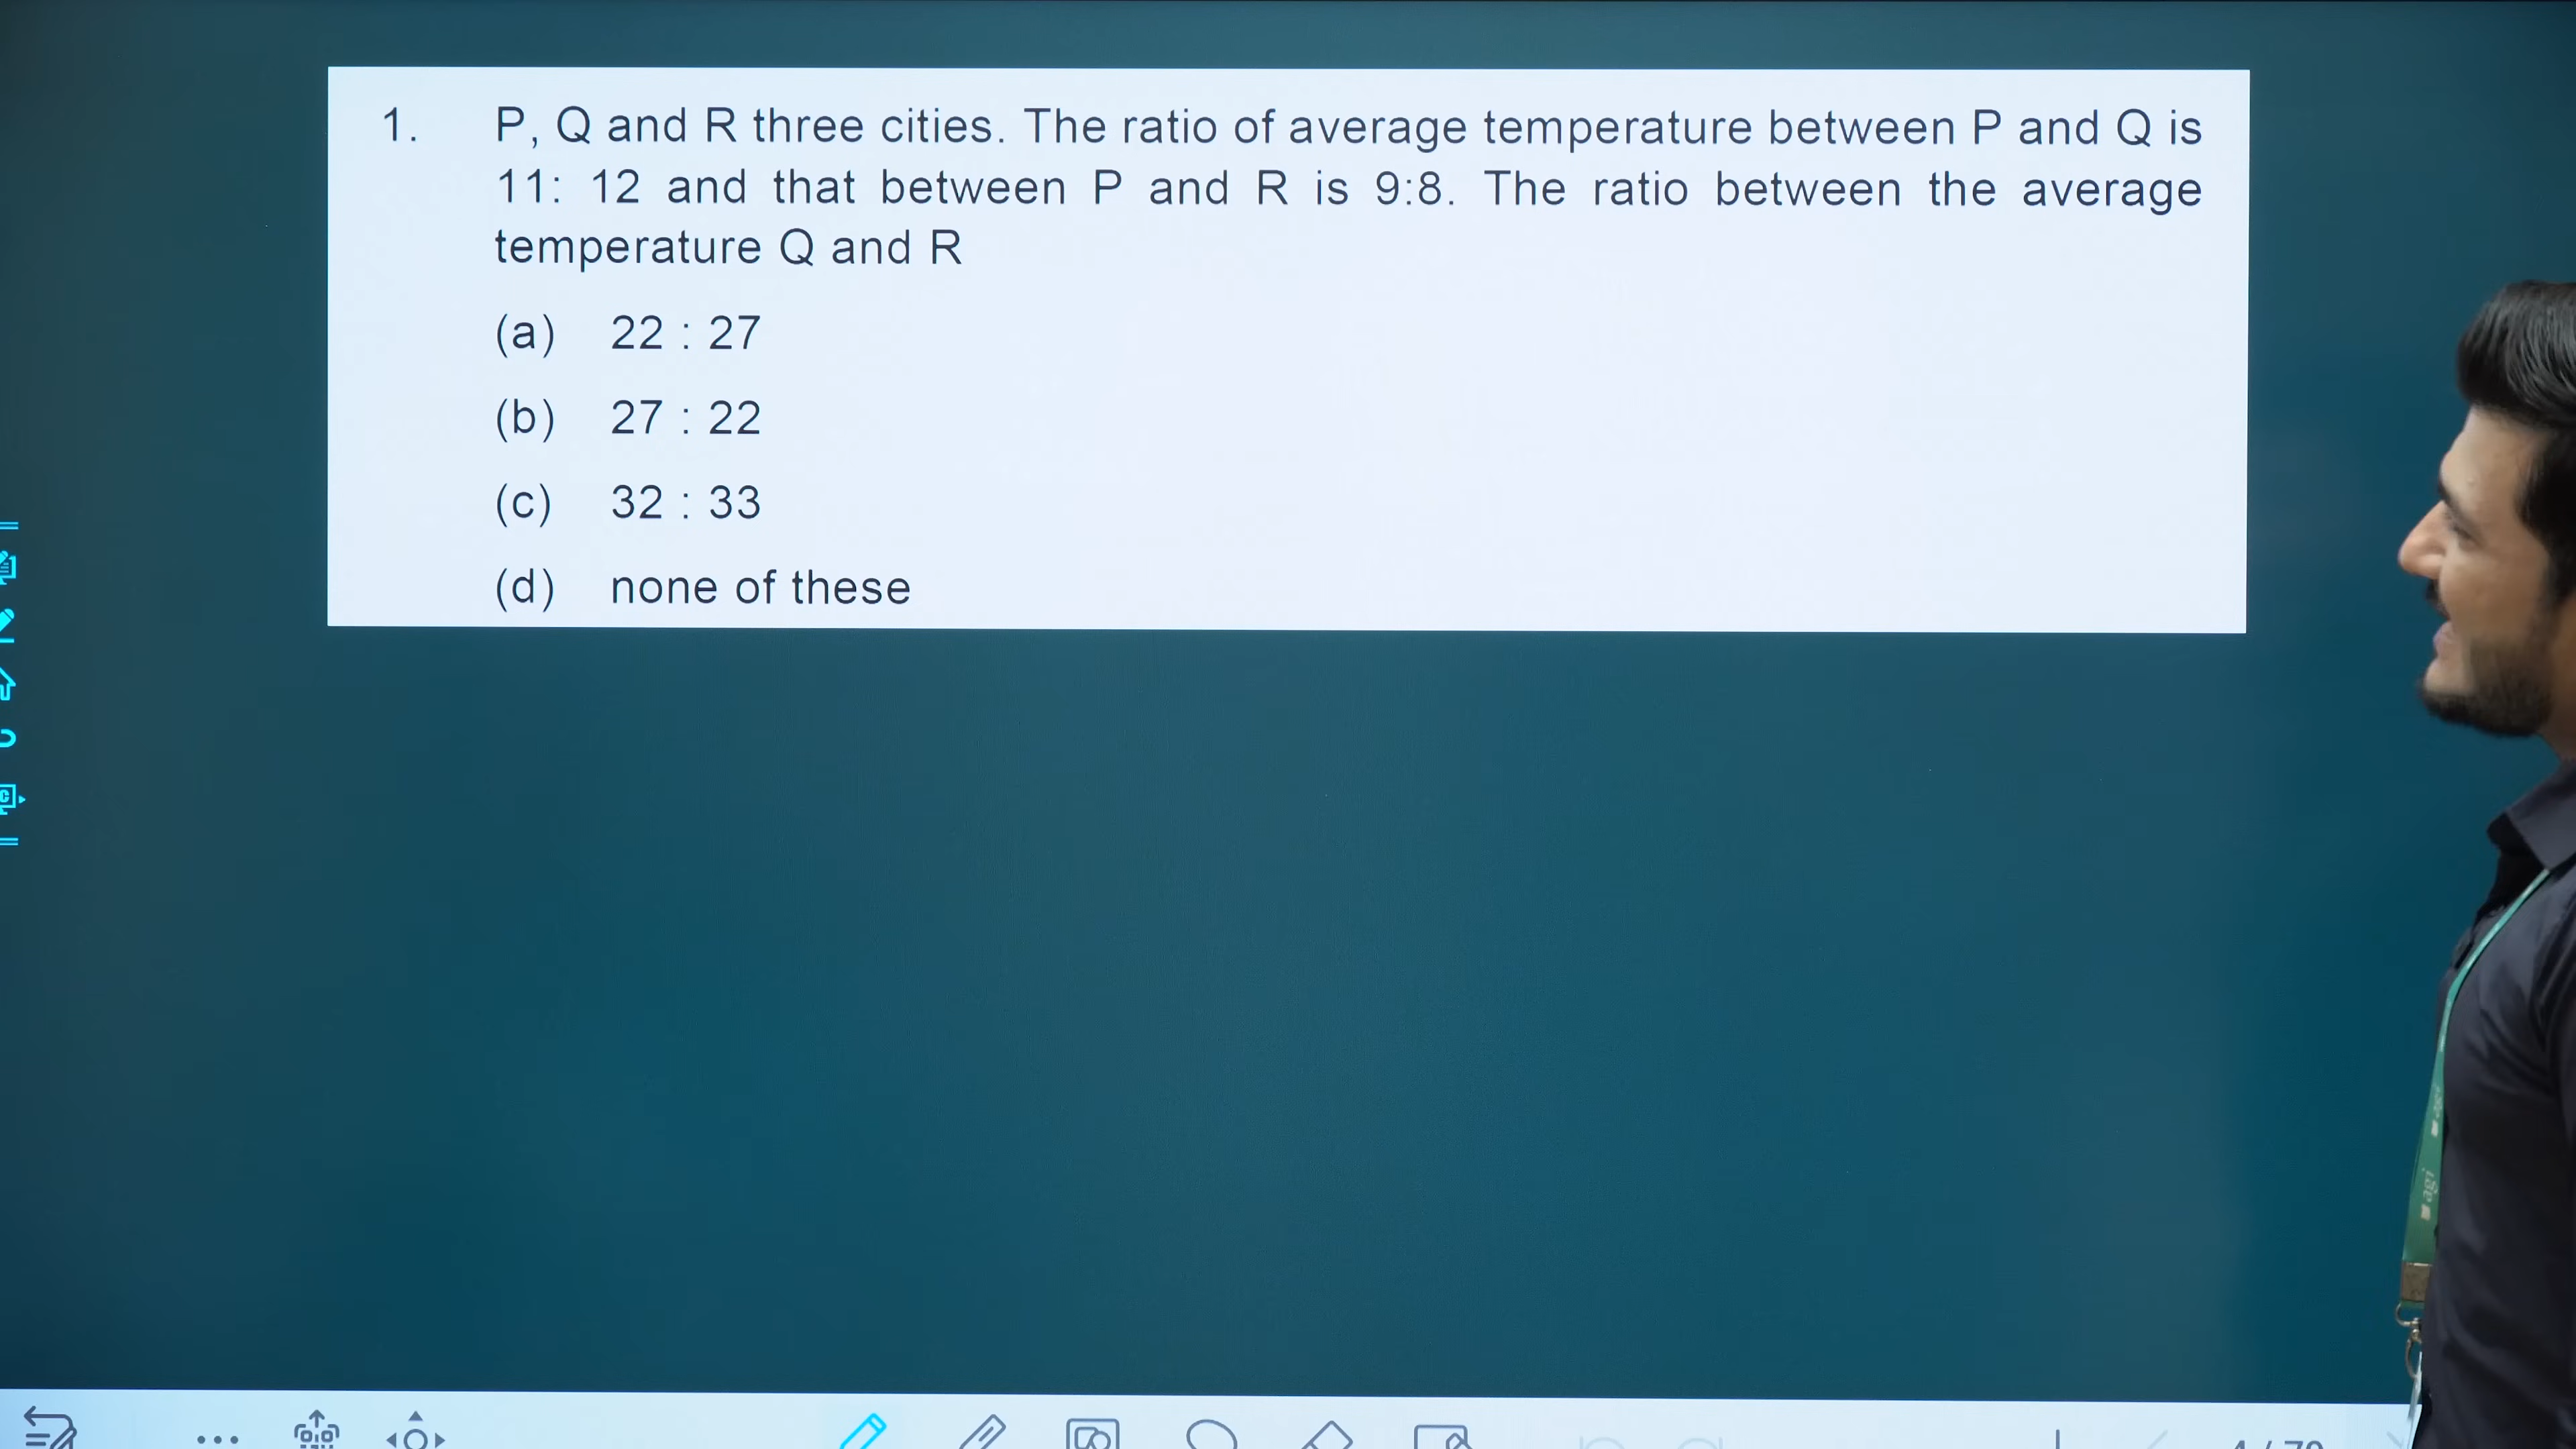 1. P, Q and R three cities. The ratio of average temperature between P and Q is
11: 12 and that between P and R is 9:8. The ratio between the average
temperature Q and R
(a) 22 : 27
(b) 27 : 22
(c) 32 : 33
(d) none of these